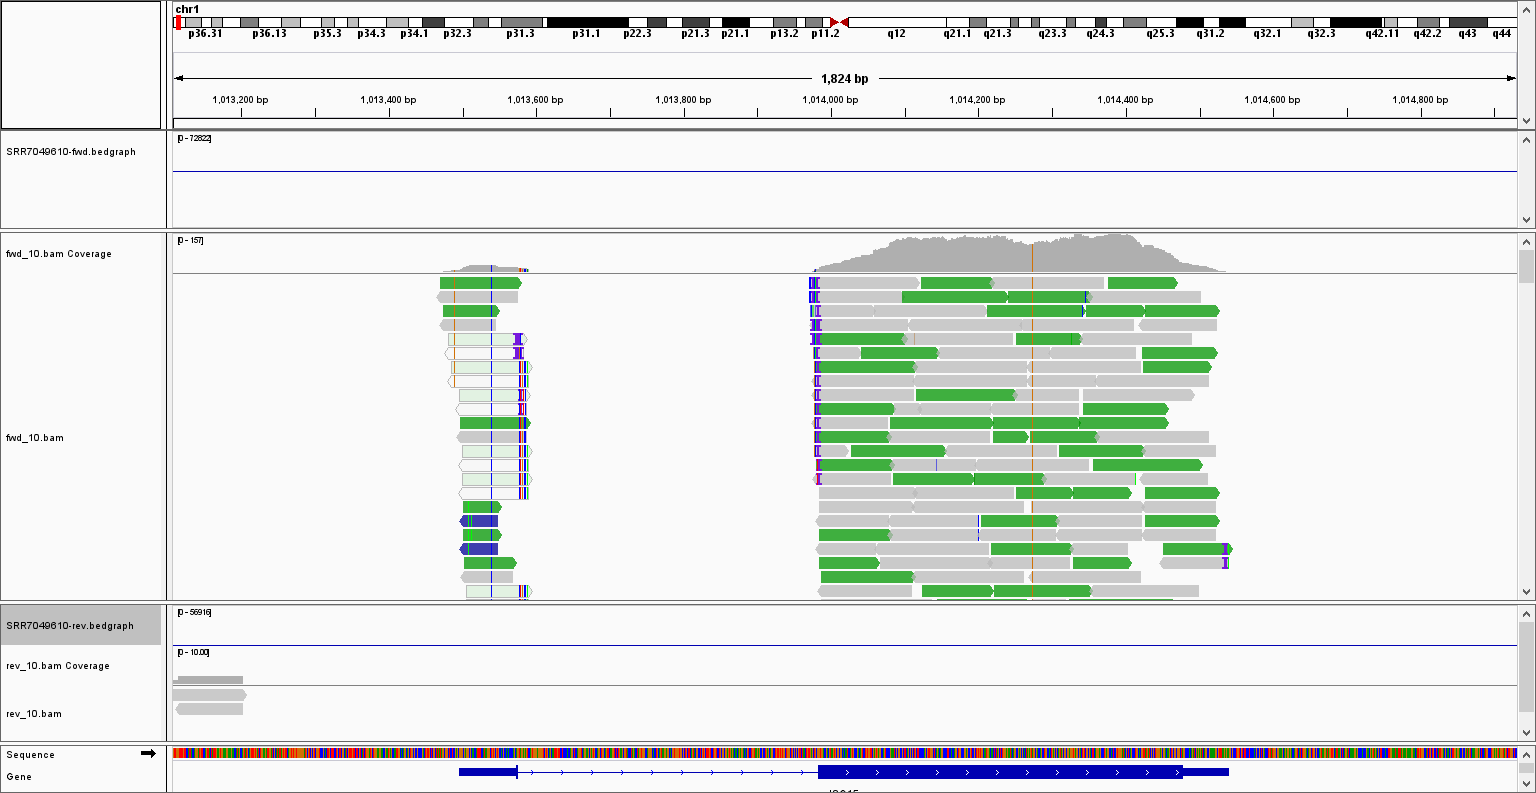 chr1
p36.31 p36.13 p35.3 p34.3 p34.1 p32.3 p31.3 p31.1 p22.3 p21.3 p21.1 p13.2 p11.2 q12 q21.1 q21.3 q23.3 q24.3 q25.3 q31.2 q32.1 q32.3 q42.11 q42.2 q43 q44
1,824 bp
1,013,200 bp 1,013,400 bp 1,013,600 bp 1,013,800 bp 1,014,000 bp 1,014,200 bp 1,014,400 bp 1,014,600 bp 1,014,800 bp
[0 - 72822]
SRR7049610-fwd.bedgraph
[0 - 157]
fwd_10.bam Coverage
fwd_10.bam
[0 - 56916]
SRR7049610-rev.bedgraph
[0 - 10.00]
rev_10.bam Coverage
rev_10.bam
Sequence
Gene